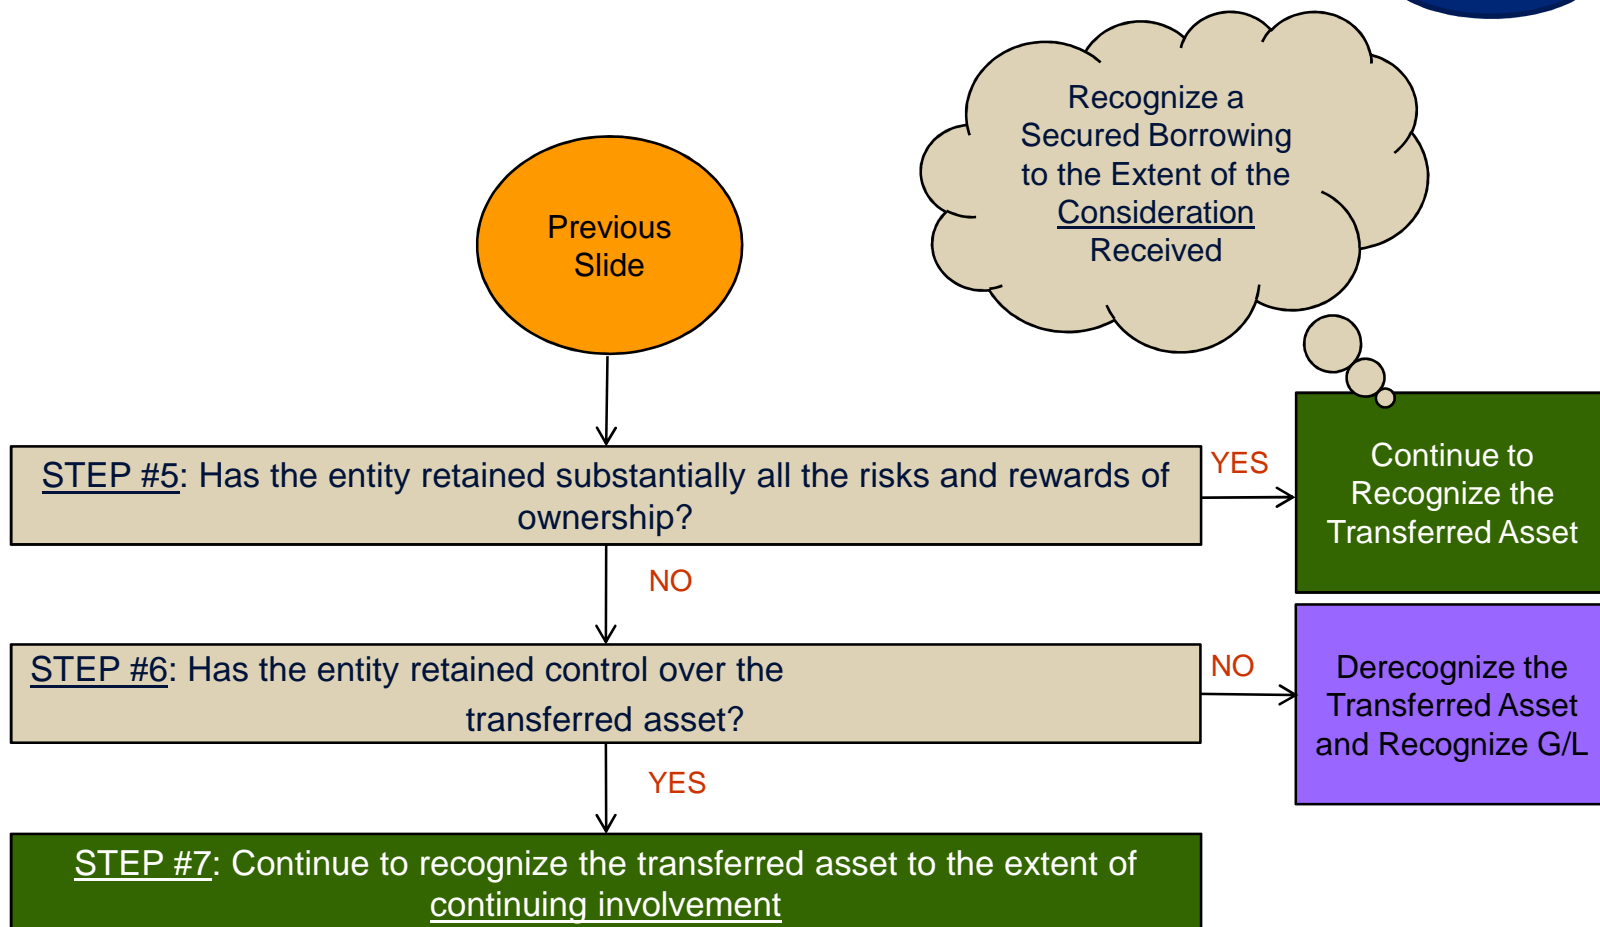 Recognize a
Secured Borrowing
to the Extent of the
Consideration
Received
Previous
Slide
STEP #5: Has the entity retained substantially all the risks and rewards of
ownership?
YES
Continue to
Recognize the
Transferred Asset
NO
STEP #6: Has the entity retained control over the
transferred asset?
NO
Derecognize the
Transferred Asset
and Recognize G/L
YES
STEP #7: Continue to recognize the transferred asset to the extent of
continuing involvement